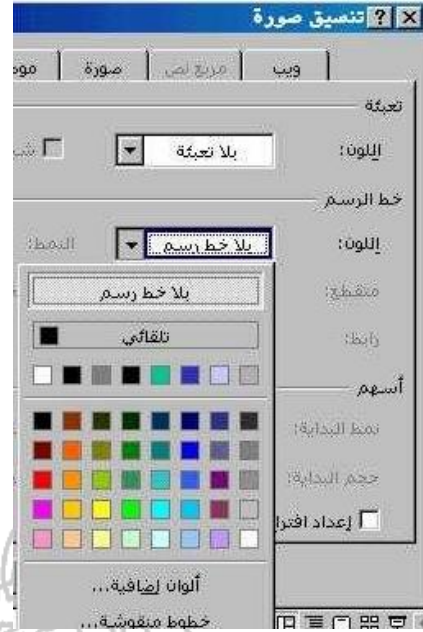 تنسيق صورة
ويب مربع نص صورة
تعبئة
اللون: بلا تعبئة
خط الرسم
اللون: بلا خط رسم النمط:
متقطع:
بلا خط رسم
رابط:
تلقائي
أسهم
نمط البداية:
حجم البداية:
إعداد
ألوان إضافية...
خطوط منقوشة...